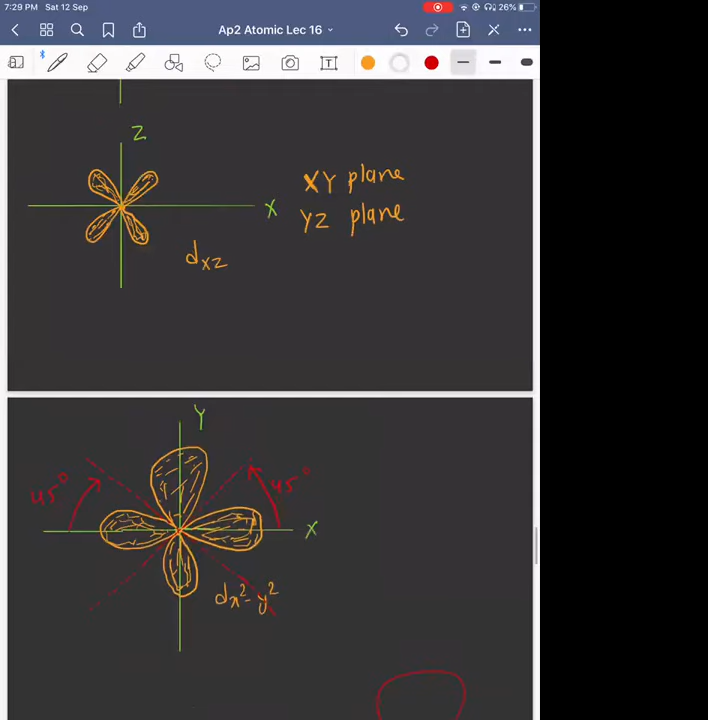 7:29 PM Sat 12 Sep
26%
Ap2 Atomic Lec 16
T
Z
XY plane
X
YZ plane
dxz
Y
45°
45°
X
dx²-y²